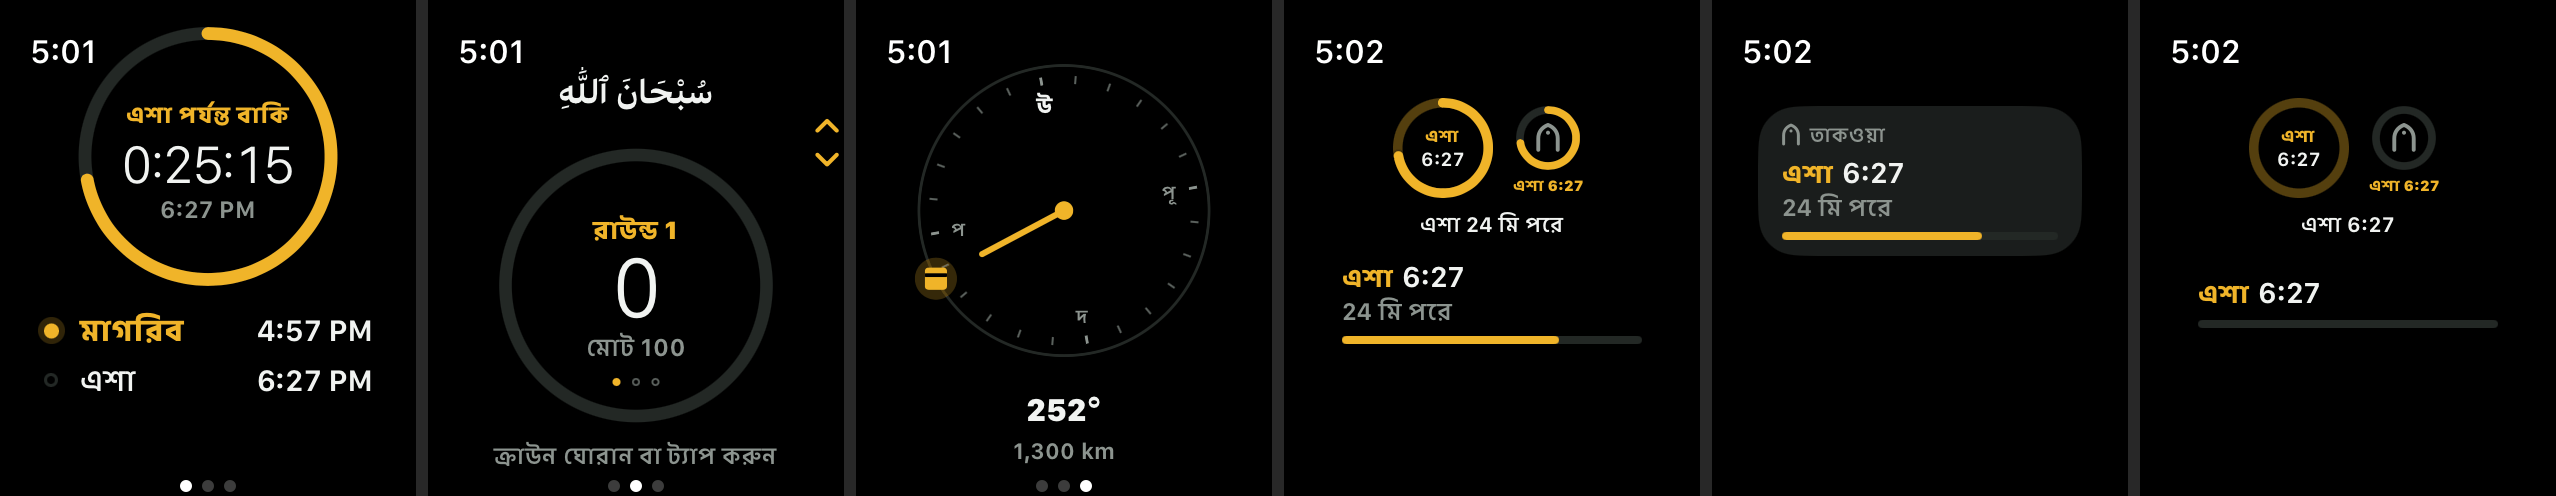 5:01
এশা পর্যন্ত বাকি
0:25:15
6:27 PM
মাগরিব 4:57 PM
এশা 6:27 PM
5:01
سُبْحَانَ ٱللَّٰهِ
রাউন্ড 1
0
মোট 100
ক্রাউন ঘোরান বা ট্যাপ করুন
5:01
উ
পূ
প
দ
252°
1,300 km
5:02
এশা
6:27
এশা 6:27
এশা 24 মি পরে
এশা 6:27
24 মি পরে
5:02
তাকওয়া
এশা 6:27
24 মি পরে
5:02
এশা
6:27
এশা 6:27
এশা 6:27
এশা 6:27